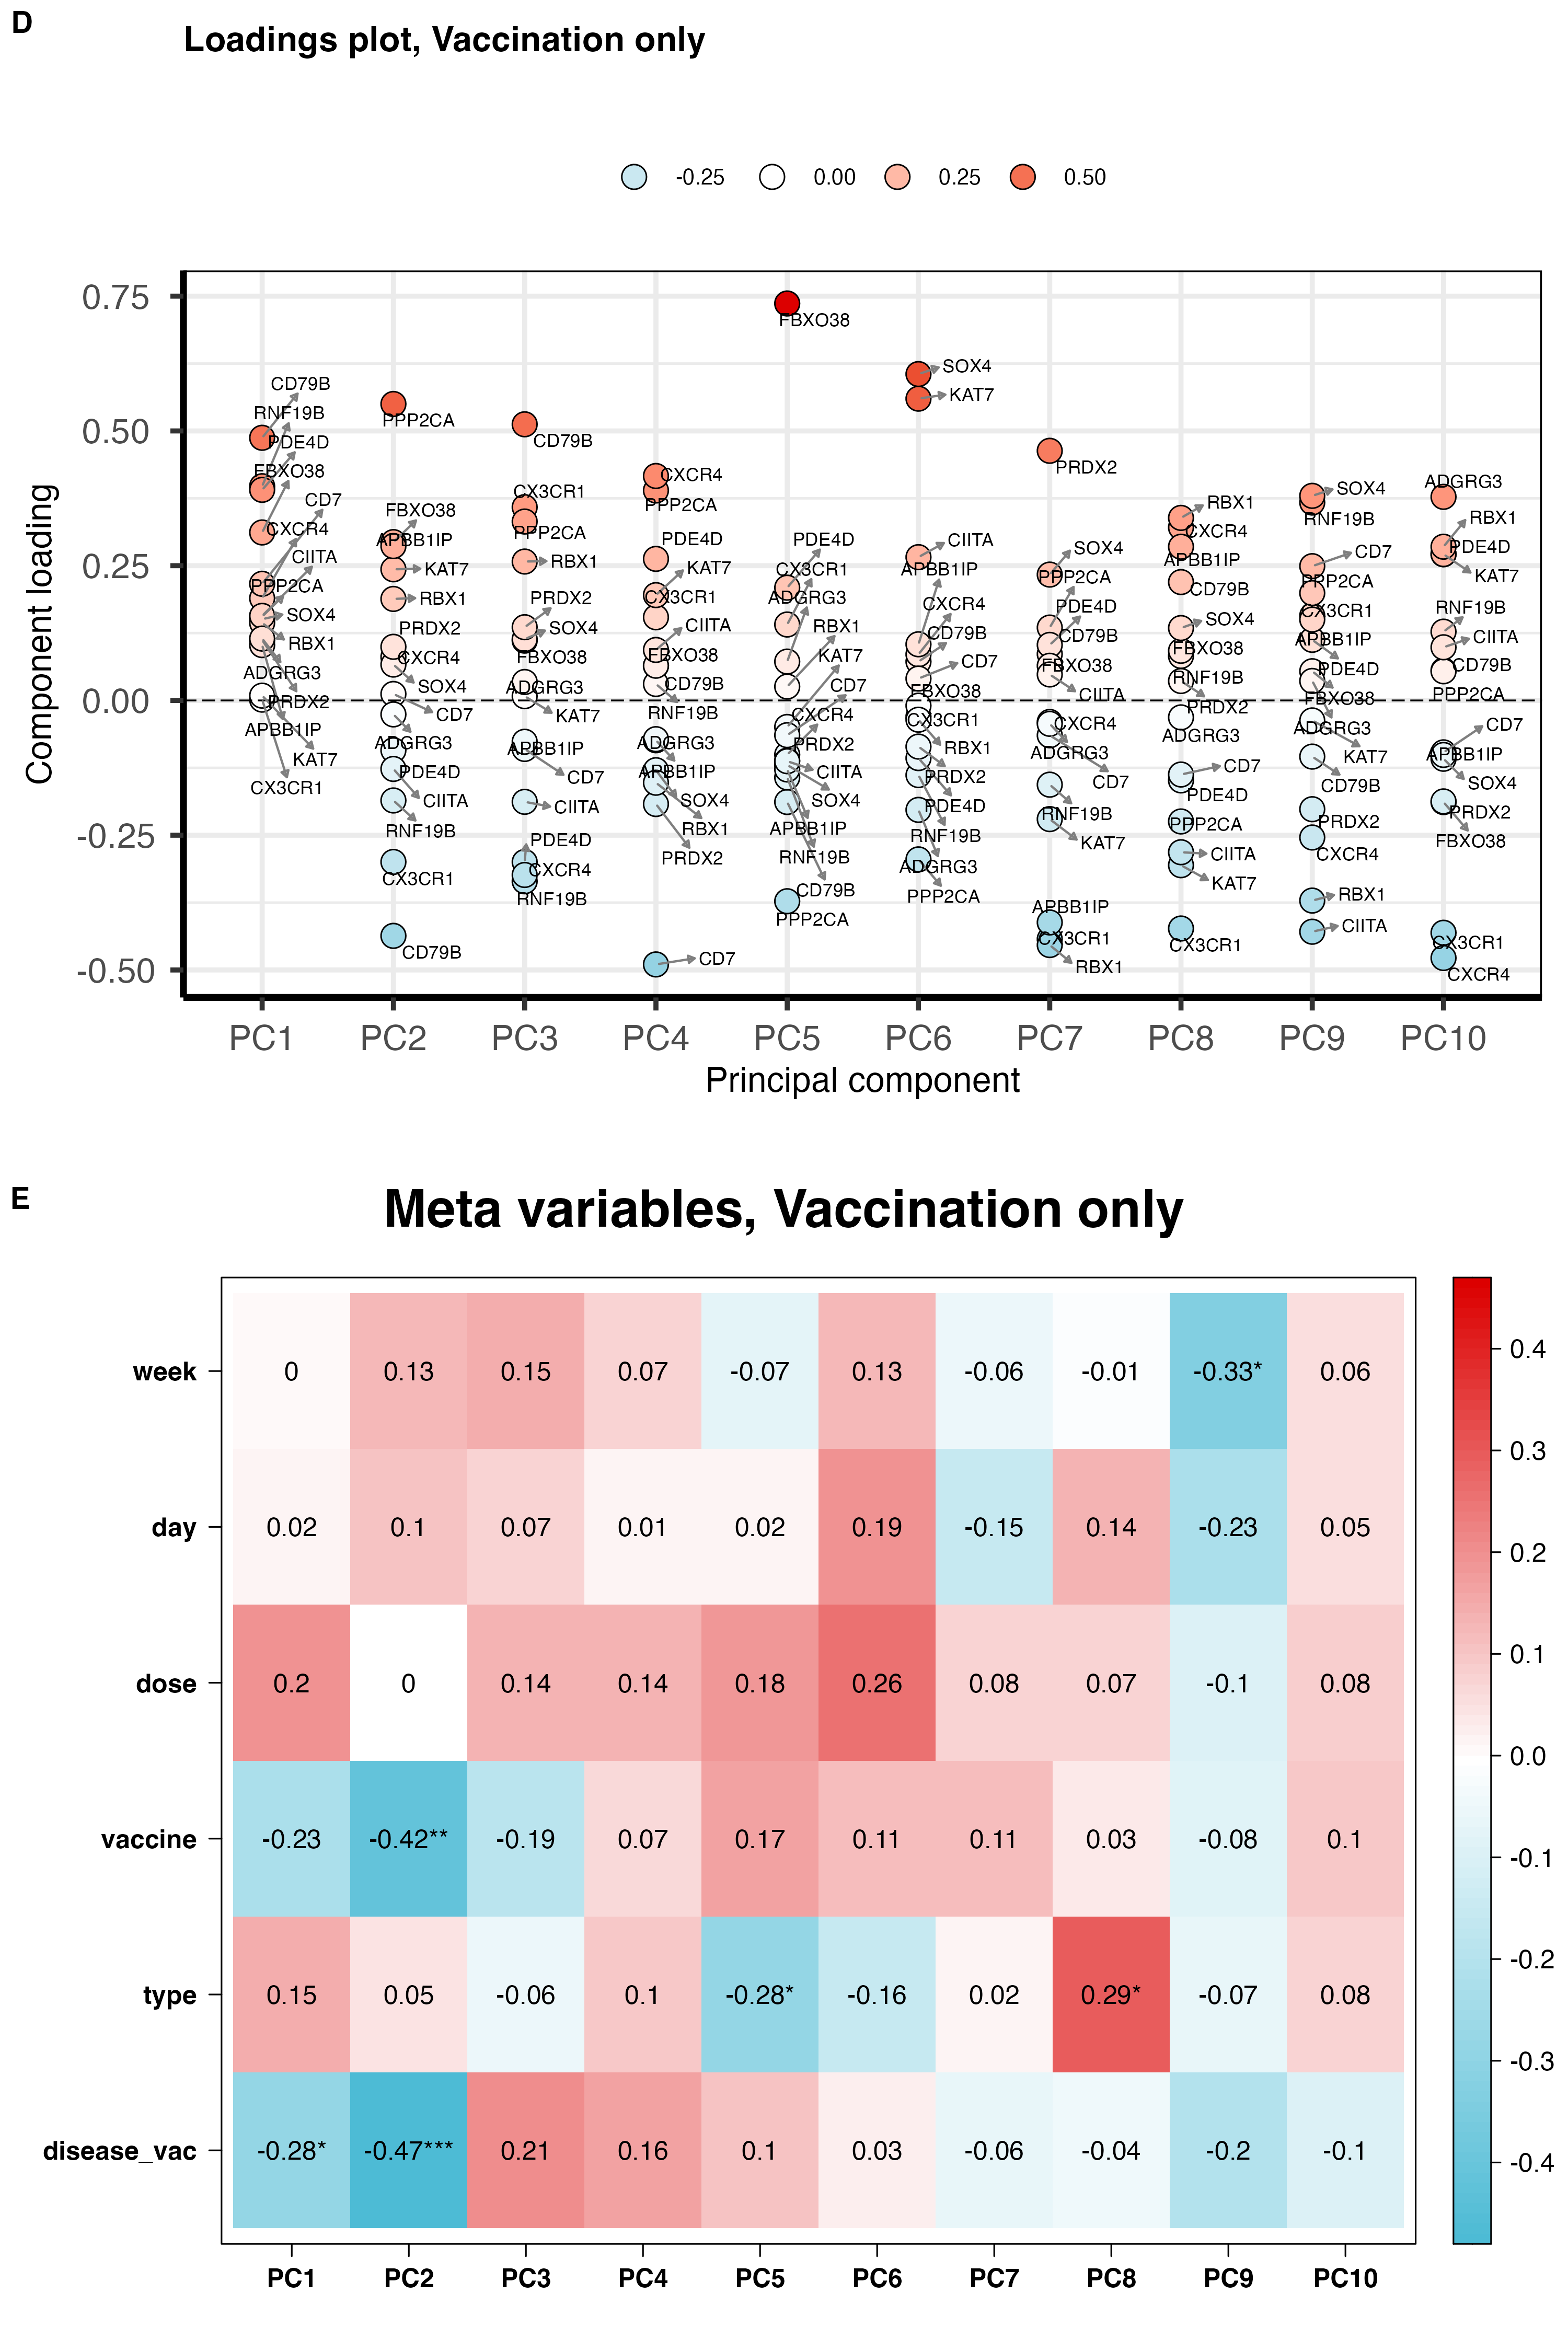 D
Loadings plot, Vaccination only
-0.25 0.00 0.25 0.50
Component loading
0.75
0.50
0.25
0.00
-0.25
-0.50
CD79B
RNF19B
PDE4D
FBXO38
CD7
CXCR4
CIITA
PPP2CA
SOX4
RBX1
ADGRG3
PRDX2
APBB1IP
KAT7
CX3CR1
PPP2CA
FBXO38
APBB1IP
KAT7
RBX1
PRDX2
CXCR4
SOX4
CD7
ADGRG3
PDE4D
CIITA
RNF19B
CX3CR1
CD79B
CD79B
CX3CR1
PPP2CA
RBX1
PRDX2
SOX4
FBXO38
ADGRG3
KAT7
APBB1IP
CD7
CIITA
PDE4D
CXCR4
RNF19B
CXCR4
PPP2CA
PDE4D
KAT7
CX3CR1
CIITA
FBXO38
CD79B
RNF19B
ADGRG3
APBB1IP
SOX4
RBX1
PRDX2
CD7
FBXO38
PDE4D
CX3CR1
ADGRG3
RBX1
KAT7
CD7
CXCR4
PRDX2
CIITA
SOX4
APBB1IP
RNF19B
CD79B
PPP2CA
SOX4
KAT7
CIITA
APBB1IP
CXCR4
CD79B
CD7
FBXO38
CX3CR1
RBX1
PRDX2
PDE4D
RNF19B
ADGRG3
PPP2CA
PRDX2
SOX4
PPP2CA
PDE4D
CD79B
FBXO38
CIITA
CXCR4
ADGRG3
CD7
RNF19B
KAT7
APBB1IP
CX3CR1
RBX1
RBX1
CXCR4
APBB1IP
CD79B
SOX4
FBXO38
RNF19B
PRDX2
ADGRG3
CD7
PDE4D
PPP2CA
CIITA
KAT7
CX3CR1
SOX4
RNF19B
CD7
PPP2CA
CX3CR1
APBB1IP
PDE4D
FBXO38
ADGRG3
KAT7
CD79B
PRDX2
CXCR4
RBX1
CIITA
ADGRG3
RBX1
PDE4D
KAT7
RNF19B
CIITA
CD79B
PPP2CA
CD7
APBB1IP
SOX4
PRDX2
FBXO38
CX3CR1
CXCR4
PC1 PC2 PC3 PC4 PC5 PC6 PC7 PC8 PC9 PC10
Principal component
E
Meta variables, Vaccination only
week 0 0.13 0.15 0.07 -0.07 0.13 -0.06 -0.01 -0.33* 0.06
day 0.02 0.1 0.07 0.01 0.02 0.19 -0.15 0.14 -0.23 0.05
dose 0.2 0 0.14 0.14 0.18 0.26 0.08 0.07 -0.1 0.08
vaccine -0.23 -0.42** -0.19 0.07 0.17 0.11 0.11 0.03 -0.08 0.1
type 0.15 0.05 -0.06 0.1 -0.28* -0.16 0.02 0.29* -0.07 0.08
disease_vac -0.28* -0.47*** 0.21 0.16 0.1 0.03 -0.06 -0.04 -0.2 -0.1
PC1 PC2 PC3 PC4 PC5 PC6 PC7 PC8 PC9 PC10
0.4
0.3
0.2
0.1
0.0
-0.1
-0.2
-0.3
-0.4